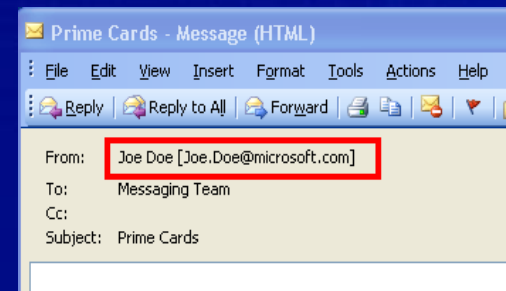 Prime Cards - Message (HTML)
File Edit View Insert Format Tools Actions Help
Reply Reply to All Forward
From: Joe Doe [Joe.Doe@microsoft.com]
To: Messaging Team
Cc:
Subject: Prime Cards